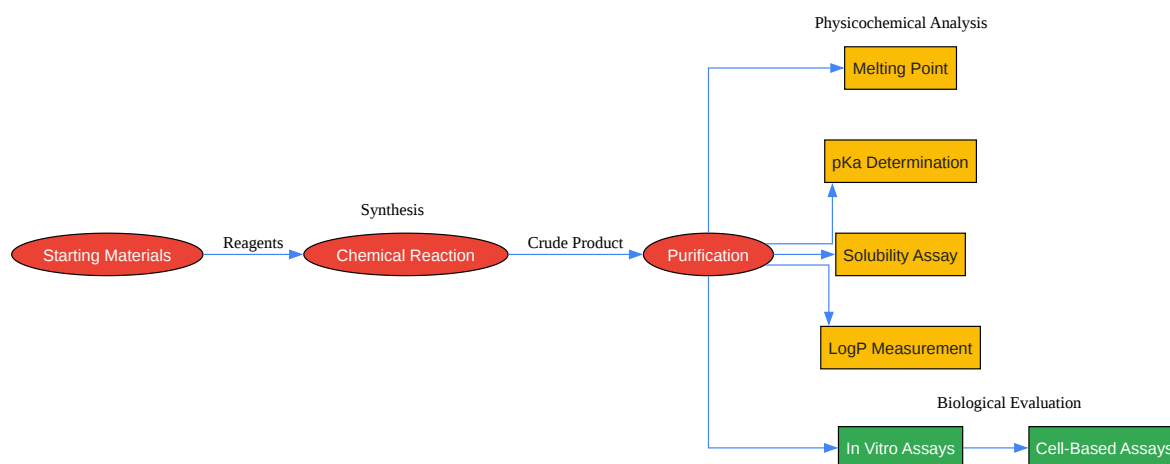 Physicochemical Analysis
Melting Point
pKa Determination
Synthesis
Starting Materials
Reagents
Chemical Reaction
Crude Product
Purification
Solubility Assay
LogP Measurement
Biological Evaluation
In Vitro Assays
Cell-Based Assays